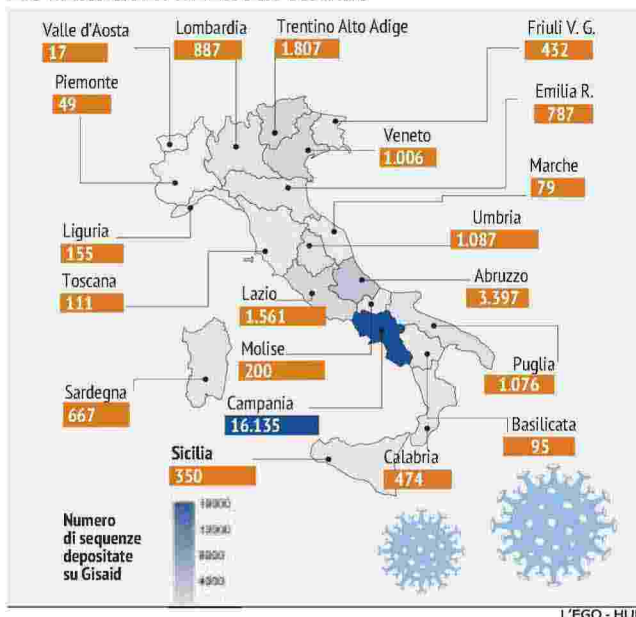 Valle d'Aosta
17
Lombardia
887
Trentino Alto Adige
1.807
Friuli V. G.
432
Piemonte
49
Emilia R.
787
Veneto
1.006
Marche
79
Liguria
155
Umbria
1.087
Toscana
111
Abruzzo
3.397
Lazio
1.561
Molise
200
Puglia
1.076
Sardegna
667
Campania
16.135
Basilicata
95
Sicilia
350
Calabria
474
Numero
di sequenze
depositate
su Gisaid
L'EGO - HUB